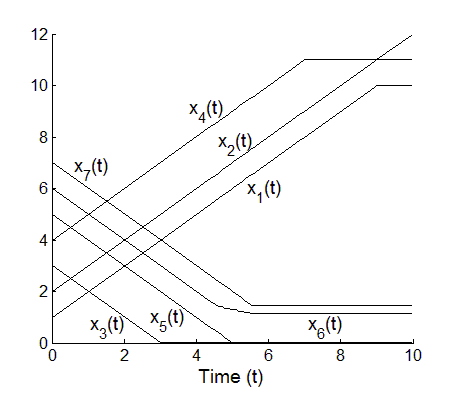 12
10
8
6
4
2
0
x4(t)
x2(t)
x7(t)
x1(t)
x3(t)
x5(t)
x6(t)
0 2 4 6 8 10
Time (t)